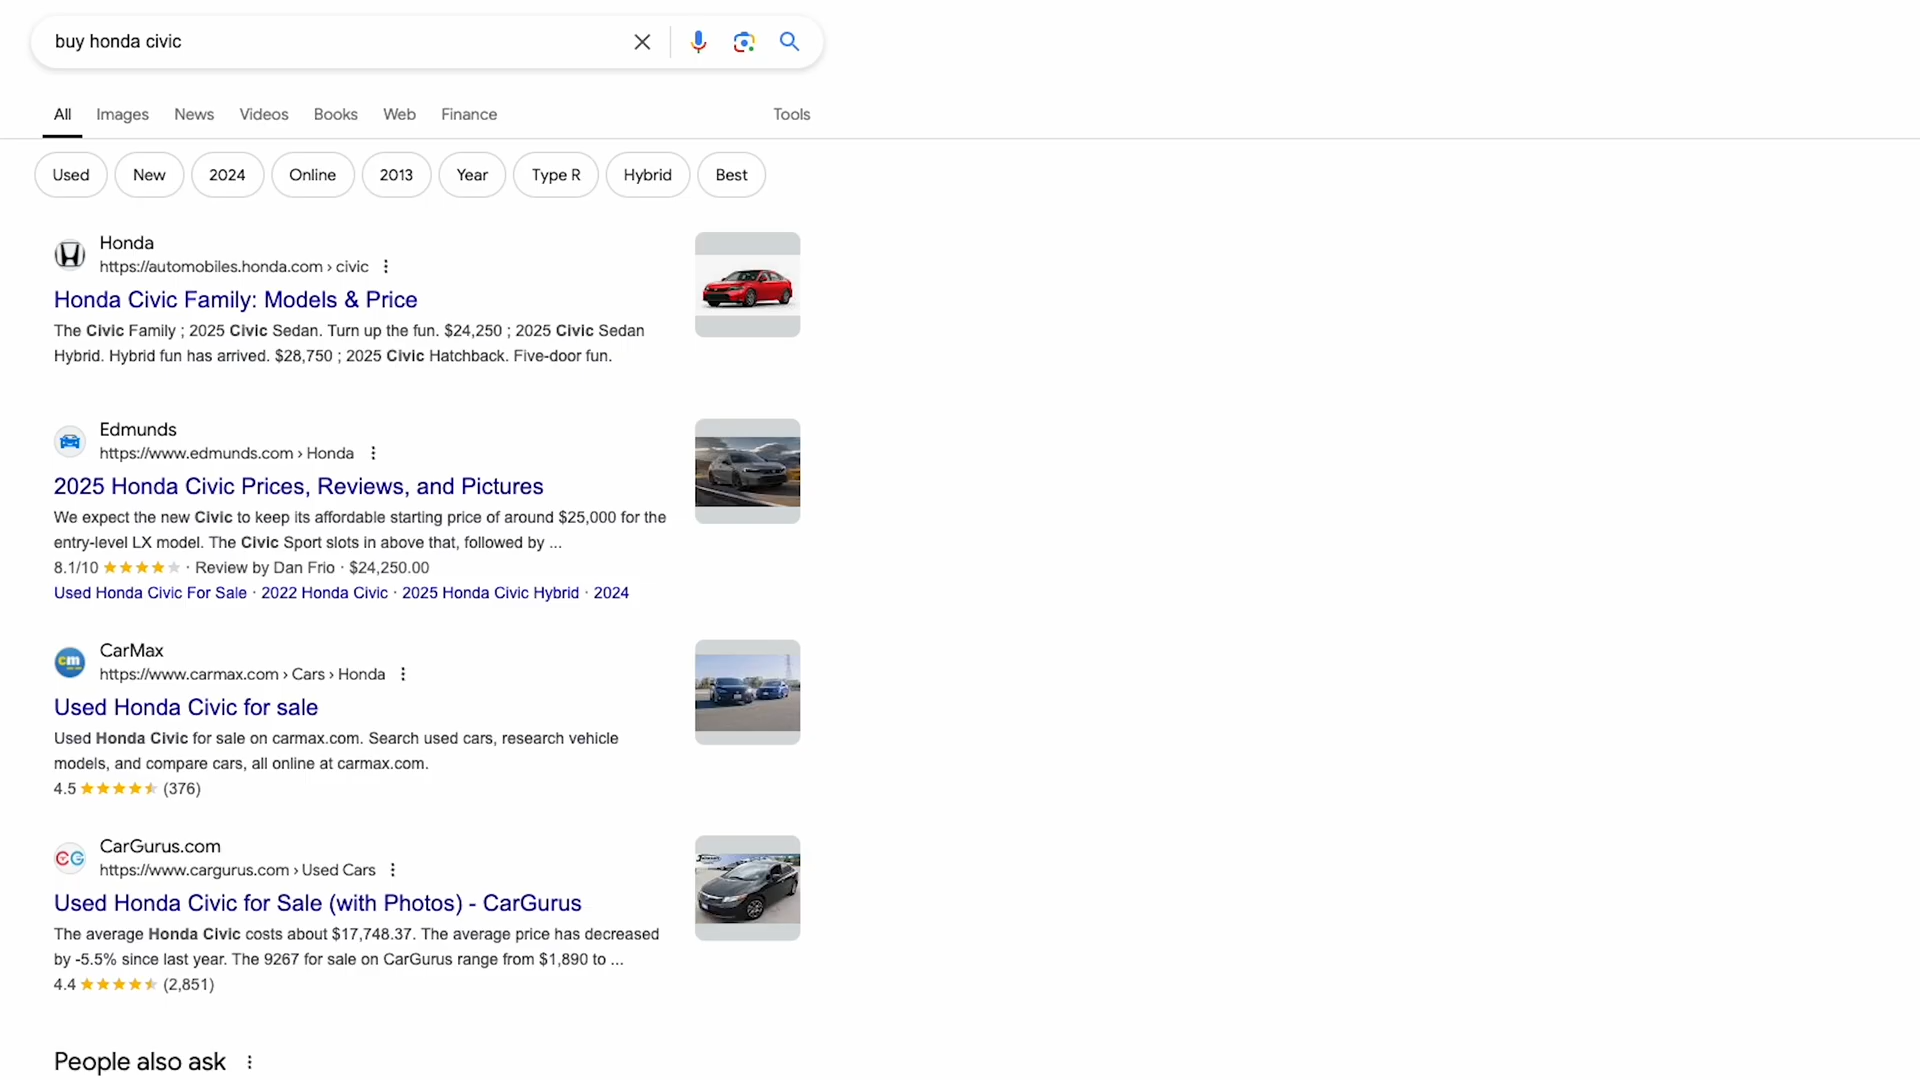 buy honda civic
All Images News Videos Books Web Finance Tools
Used New 2024 Online 2013 Year Type R Hybrid Best
Honda
https://automobiles.honda.com › civic
Honda Civic Family: Models & Price
The Civic Family ; 2025 Civic Sedan. Turn up the fun. $24,250 ; 2025 Civic Sedan
Hybrid. Hybrid fun has arrived. $28,750 ; 2025 Civic Hatchback. Five-door fun.
Edmunds
https://www.edmunds.com › Honda
2025 Honda Civic Prices, Reviews, and Pictures
We expect the new Civic to keep its affordable starting price of around $25,000 for the
entry-level LX model. The Civic Sport slots in above that, followed by ...
8.1/10 · Review by Dan Frio · $24,250.00
Used Honda Civic For Sale · 2022 Honda Civic · 2025 Honda Civic Hybrid · 2024
cm
CarMax
https://www.carmax.com › Cars › Honda
Used Honda Civic for sale
Used Honda Civic for sale on carmax.com. Search used cars, research vehicle
models, and compare cars, all online at carmax.com.
4.5 (376)
CG
CarGurus.com
https://www.cargurus.com › Used Cars
Used Honda Civic for Sale (with Photos) - CarGurus
The average Honda Civic costs about $17,748.37. The average price has decreased
by -5.5% since last year. The 9267 for sale on CarGurus range from $1,890 to ...
4.4 (2,851)
People also ask